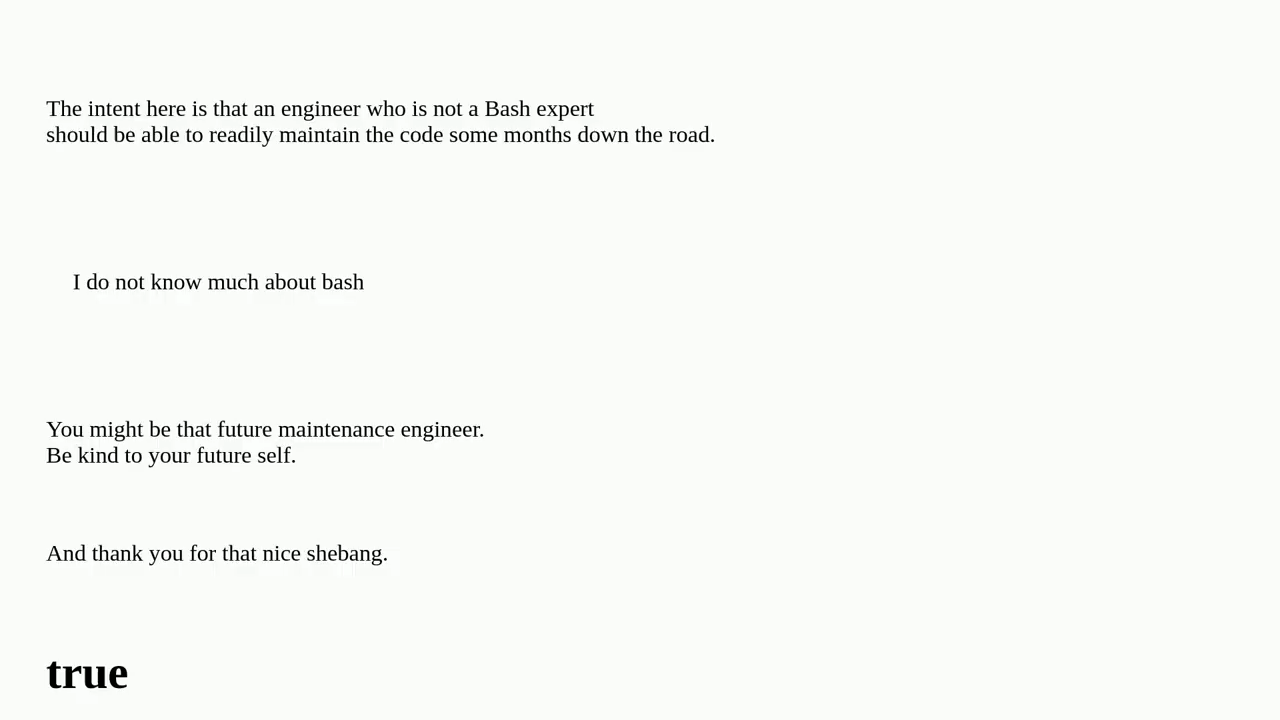 The intent here is that an engineer who is not a Bash expert
should be able to readily maintain the code some months down the road.
I do not know much about bash
You might be that future maintenance engineer.
Be kind to your future self.
And thank you for that nice shebang.
true